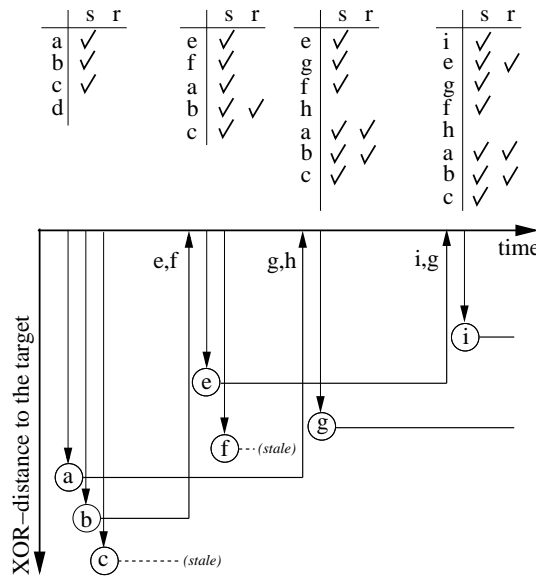 s r
a ✓
b ✓
c ✓
d
s r
e ✓
f ✓
a ✓
b ✓ ✓
c ✓
s r
e ✓
g ✓
f ✓
h
a ✓ ✓
b ✓ ✓
c ✓
s r
i ✓
e ✓ ✓
g ✓
f ✓
h
a ✓ ✓
b ✓ ✓
c ✓
time
e,f
g,h
i,g
XOR–distance to the target
i
e
g
f (stale)
a
b
c (stale)